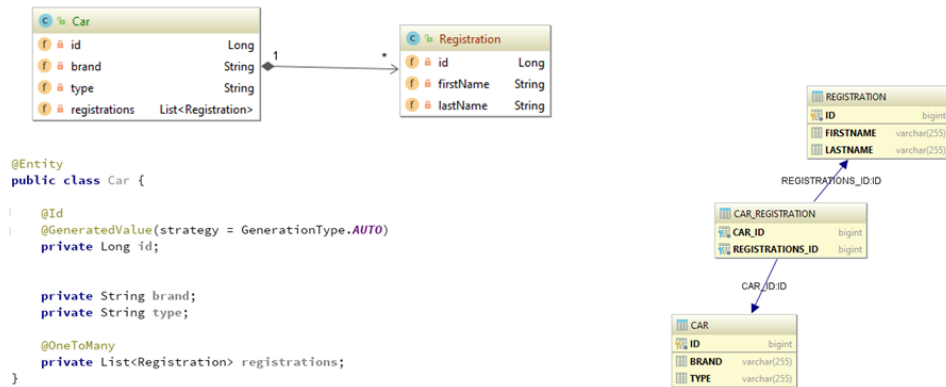 Car
id Long
brand String
type String
registrations List<Registration>
1
*
Registration
id Long
firstName String
lastName String
@Entity
public class Car {
@Id
@GeneratedValue(strategy = GenerationType.AUTO)
private Long id;
private String brand;
private String type;
@OneToMany
private List<Registration> registrations;
}
REGISTRATION
ID bigint
FIRSTNAME varchar(255)
LASTNAME varchar(255)
REGISTRATIONS_ID:ID
CAR_REGISTRATION
CAR_ID bigint
REGISTRATIONS_ID bigint
CAR_ID:ID
CAR
ID bigint
BRAND varchar(255)
TYPE varchar(255)